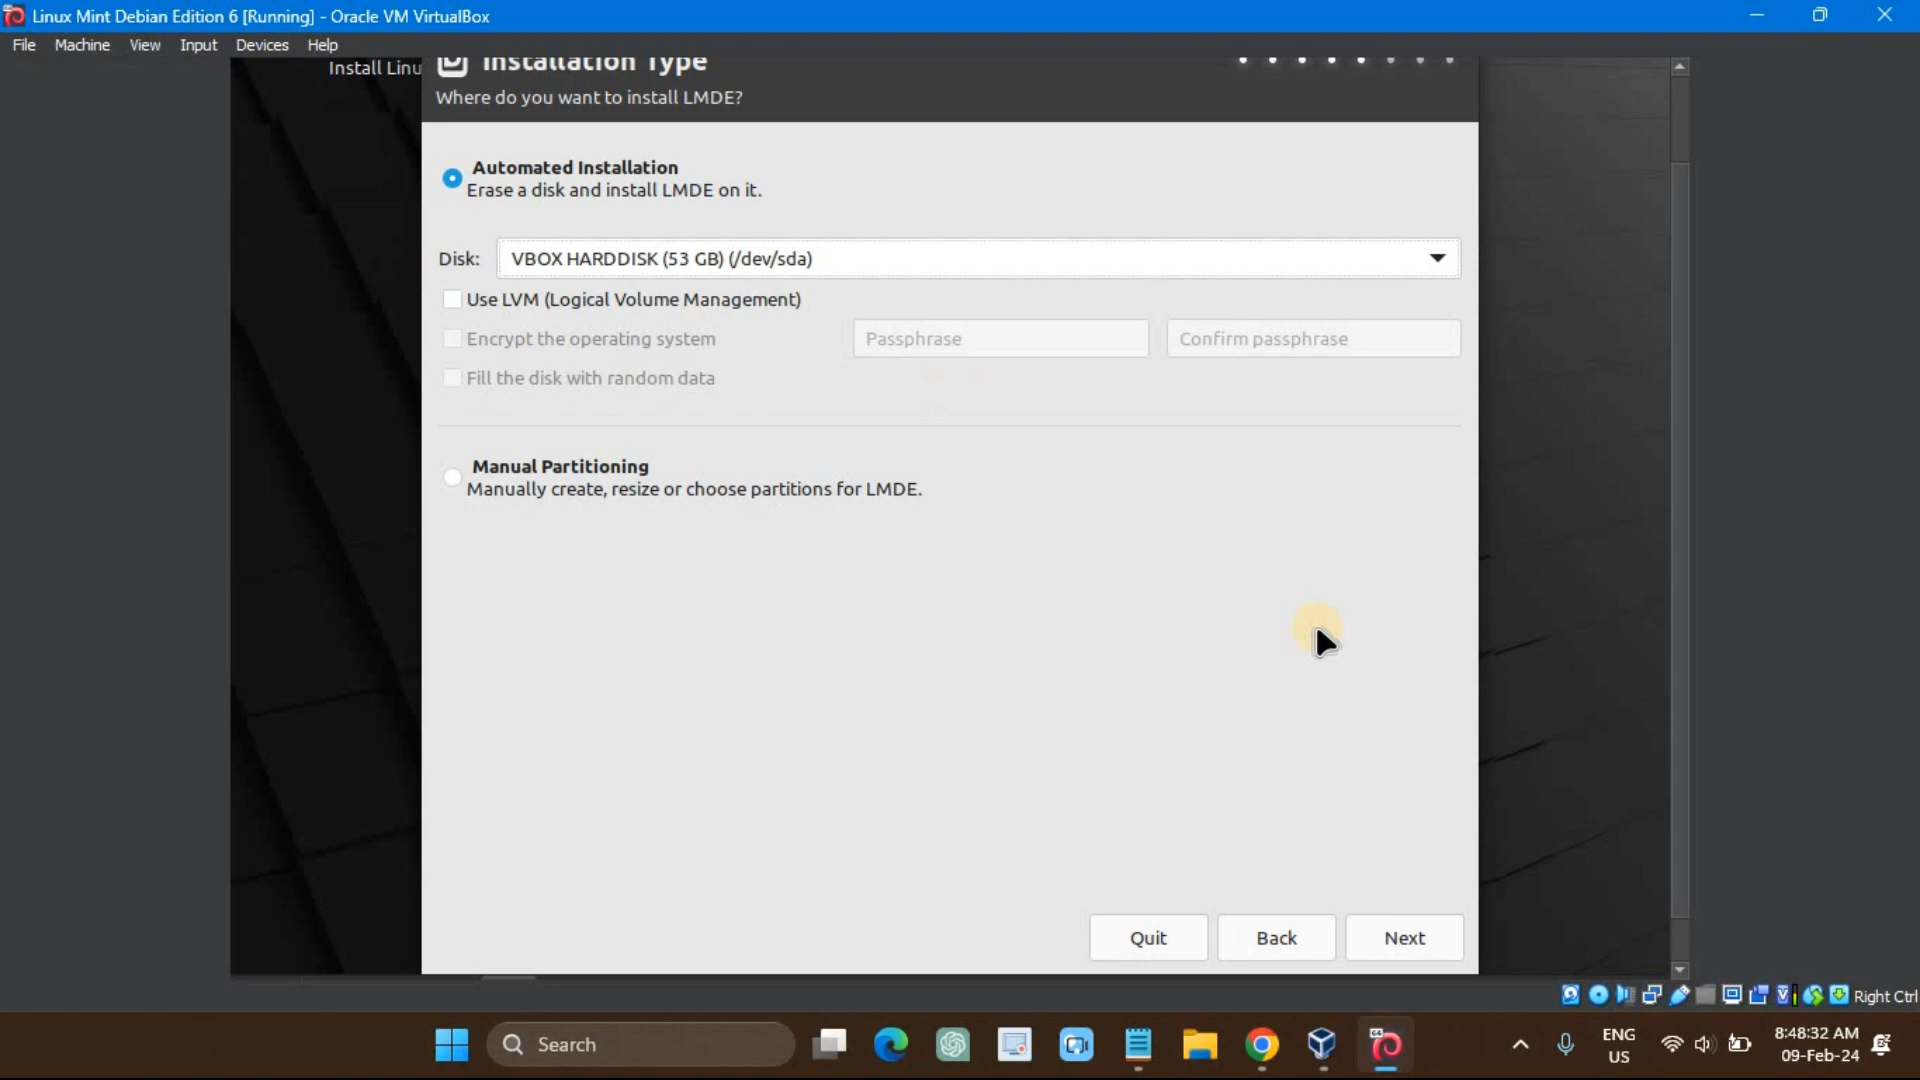 Linux Mint Debian Edition 6 [Running] - Oracle VM VirtualBox
File Machine View Input Devices Help
Install Linu
Installation Type
Where do you want to install LMDE?
Automated Installation
Erase a disk and install LMDE on it.
Disk: VBOX HARDDISK (53 GB) (/dev/sda)
Use LVM (Logical Volume Management)
Encrypt the operating system Passphrase Confirm passphrase
Fill the disk with random data
Manual Partitioning
Manually create, resize or choose partitions for LMDE.
Quit Back Next
Right Ctrl
Search
ENG
US
8:48:32 AM
09-Feb-24